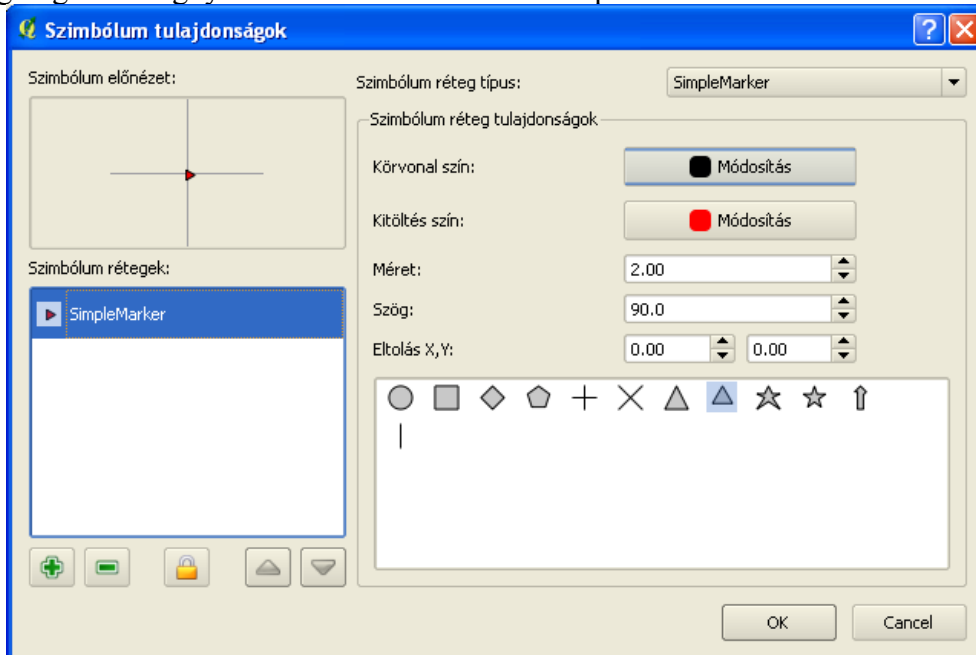 Szimbólum tulajdonságok
Szimbólum előnézet:
Szimbólum réteg típus:
SimpleMarker
Szimbólum réteg tulajdonságok
Körvonal szín:
Módosítás
Kitöltés szín:
Módosítás
Szimbólum rétegek:
Méret:
2.00
SimpleMarker
Szög:
90.0
Eltolás X,Y:
0.00
0.00
OK
Cancel